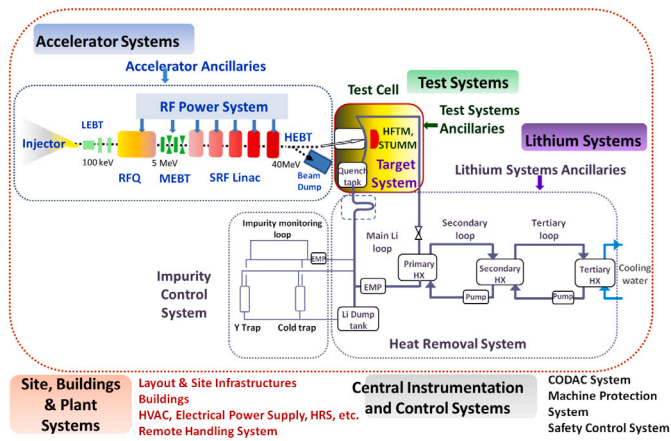 Accelerator Systems
Accelerator Ancillaries
RF Power System
LEBT
HEBT
Injector
100 keV
5 MeV
40MeV
RFQ
MEBT
SRF Linac
Beam
Dump
Test Cell
Test Systems
Test Systems
Ancillaries
HFTM,
STUMM
Target
System
Quench
tank
Lithium Systems
Lithium Systems Ancillaries
Impurity monitoring
loop
EMP
Impurity
Control
System
Y Trap
Cold trap
Main Li
loop
EMP
Li Dump
tank
Secondary
loop
Tertiary
loop
Primary
HX
Secondary
HX
Tertiary
HX
Pump
Pump
Cooling
water
Heat Removal System
Site, Buildings
& Plant
Systems
Layout & Site Infrastructures
Buildings
HVAC, Electrical Power Supply, HRS, etc.
Remote Handling System
Central Instrumentation
and Control Systems
CODAC System
Machine Protection
System
Safety Control System